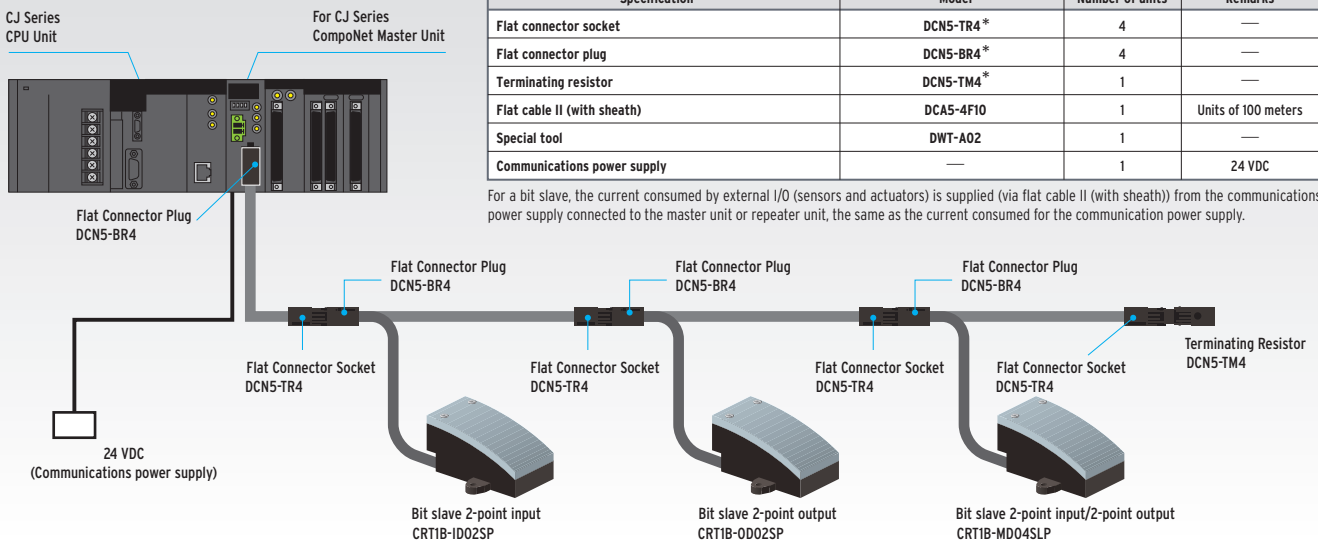 CJ Series
CPU Unit
For CJ Series
CompoNet Master Unit
Specification Model Number of units Remarks
Flat connector socket DCN5-TR4* 4 —
Flat connector plug DCN5-BR4* 4 —
Terminating resistor DCN5-TM4* 1 —
Flat cable II (with sheath) DCA5-4F10 1 Units of 100 meters
Special tool DWT-A02 1 —
Communications power supply — 1 24 VDC
For a bit slave, the current consumed by external I/O (sensors and actuators) is supplied (via flat cable II (with sheath)) from the communications
power supply connected to the master unit or repeater unit, the same as the current consumed for the communication power supply.
Flat Connector Plug
DCN5-BR4
Flat Connector Plug
DCN5-BR4
Flat Connector Plug
DCN5-BR4
Flat Connector Plug
DCN5-BR4
Flat Connector Socket
DCN5-TR4
Flat Connector Socket
DCN5-TR4
Flat Connector Socket
DCN5-TR4
Flat Connector Socket
DCN5-TR4
Terminating Resistor
DCN5-TM4
24 VDC
(Communications power supply)
Bit slave 2-point input
CRT1B-ID02SP
Bit slave 2-point output
CRT1B-OD02SP
Bit slave 2-point input/2-point output
CRT1B-MD04SLP